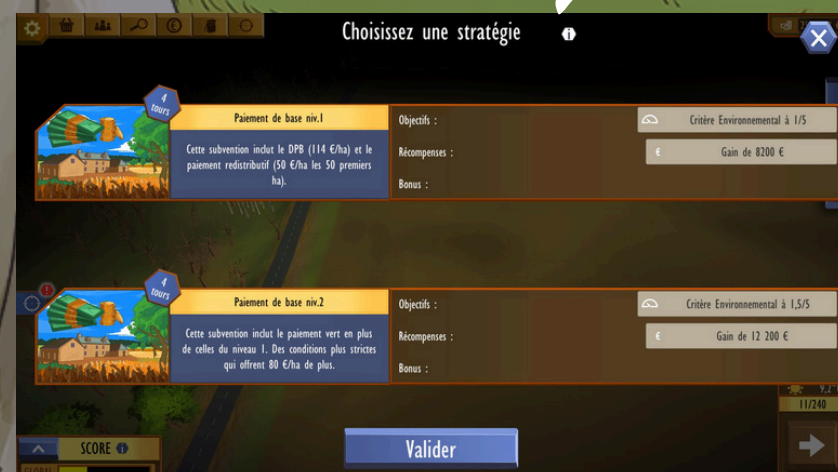 Choisissez une stratégie
4
tours
Paiement de base niv.1
Cette subvention inclut le DPB (114 €/ha) et le
paiement redistributif (50 €/ha les 50 premiers
ha).
Objectifs :
Critère Environnemental à 1/5
Récompenses :
€ Gain de 8200 €
Bonus :
4
tours
Paiement de base niv.2
Cette subvention inclut le paiement vert en plus
de celles du niveau 1. Des conditions plus strictes
qui offrent 80 €/ha de plus.
Objectifs :
Critère Environnemental à 1,5/5
Récompenses :
€ Gain de 12 200 €
Bonus :
11/240
SCORE
Valider
GLOBAL